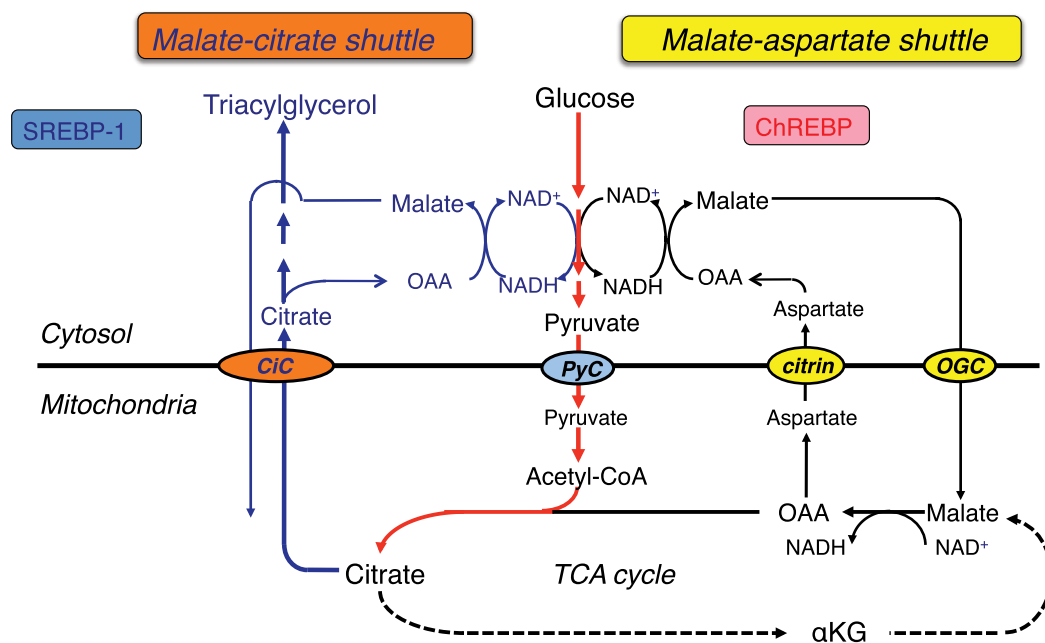 Malate-citrate shuttle
Malate-aspartate shuttle
Triacylglycerol
Glucose
SREBP-1
ChREBP
Malate
NAD+
NAD+
Malate
OAA
NADH
NADH
OAA
Citrate
Pyruvate
Aspartate
Cytosol
CiC
PyC
citrin
OGC
Mitochondria
Pyruvate
Aspartate
Acetyl-CoA
OAA
Malate
NADH
NAD+
Citrate
TCA cycle
αKG